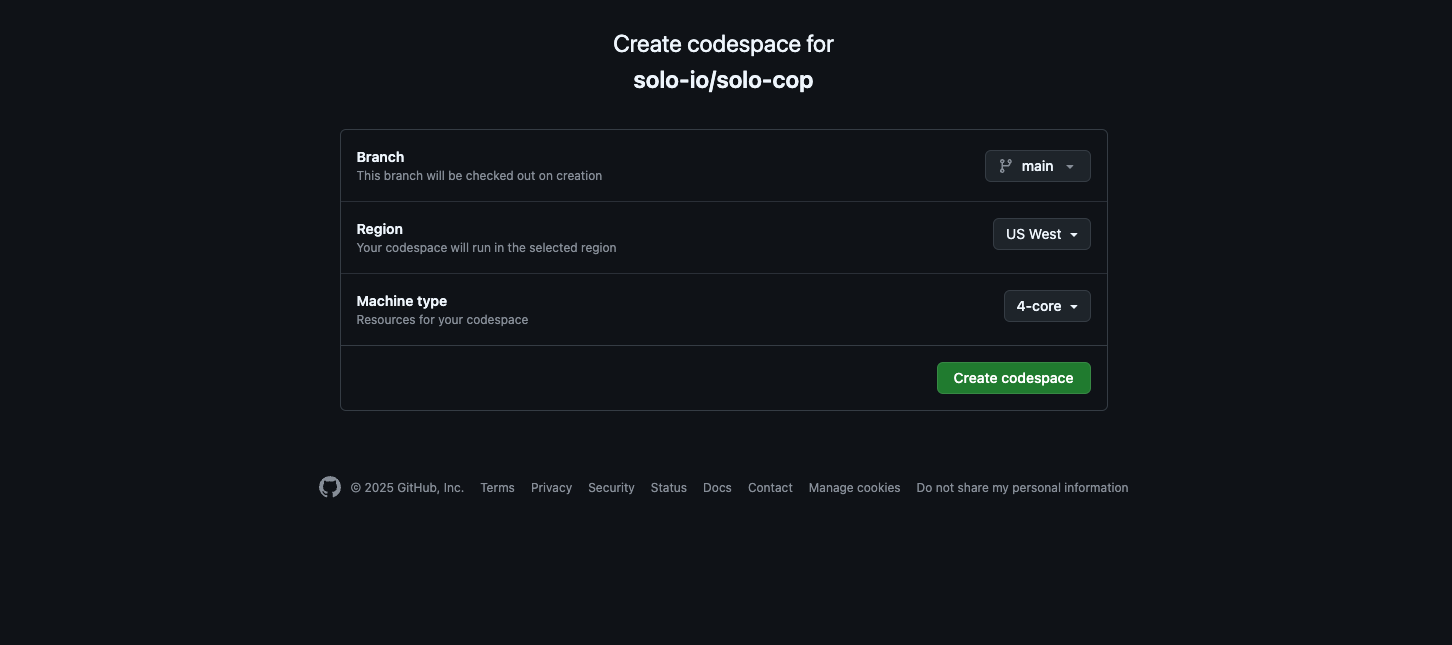 Create codespace for
solo-io/solo-cop
Branch
This branch will be checked out on creation
main
Region
Your codespace will run in the selected region
US West
Machine type
Resources for your codespace
4-core
Create codespace
© 2025 GitHub, Inc. Terms Privacy Security Status Docs Contact Manage cookies Do not share my personal information